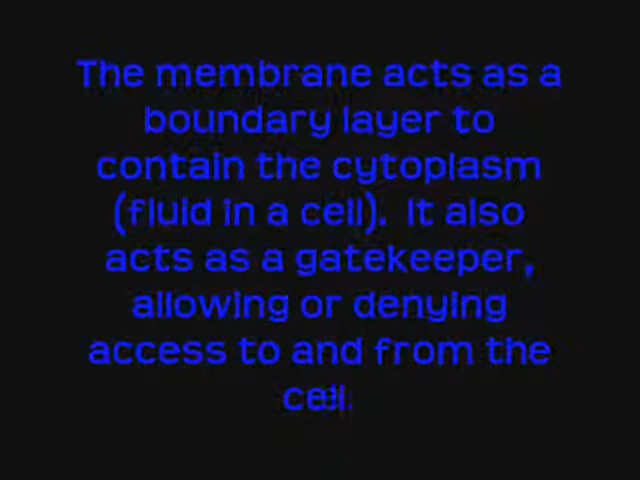 The membrane acts as a
boundary layer to
contain the cytoplasm
(fluid in a cell).  It also
acts as a gatekeeper,
allowing or denying
access to and from the
cell.